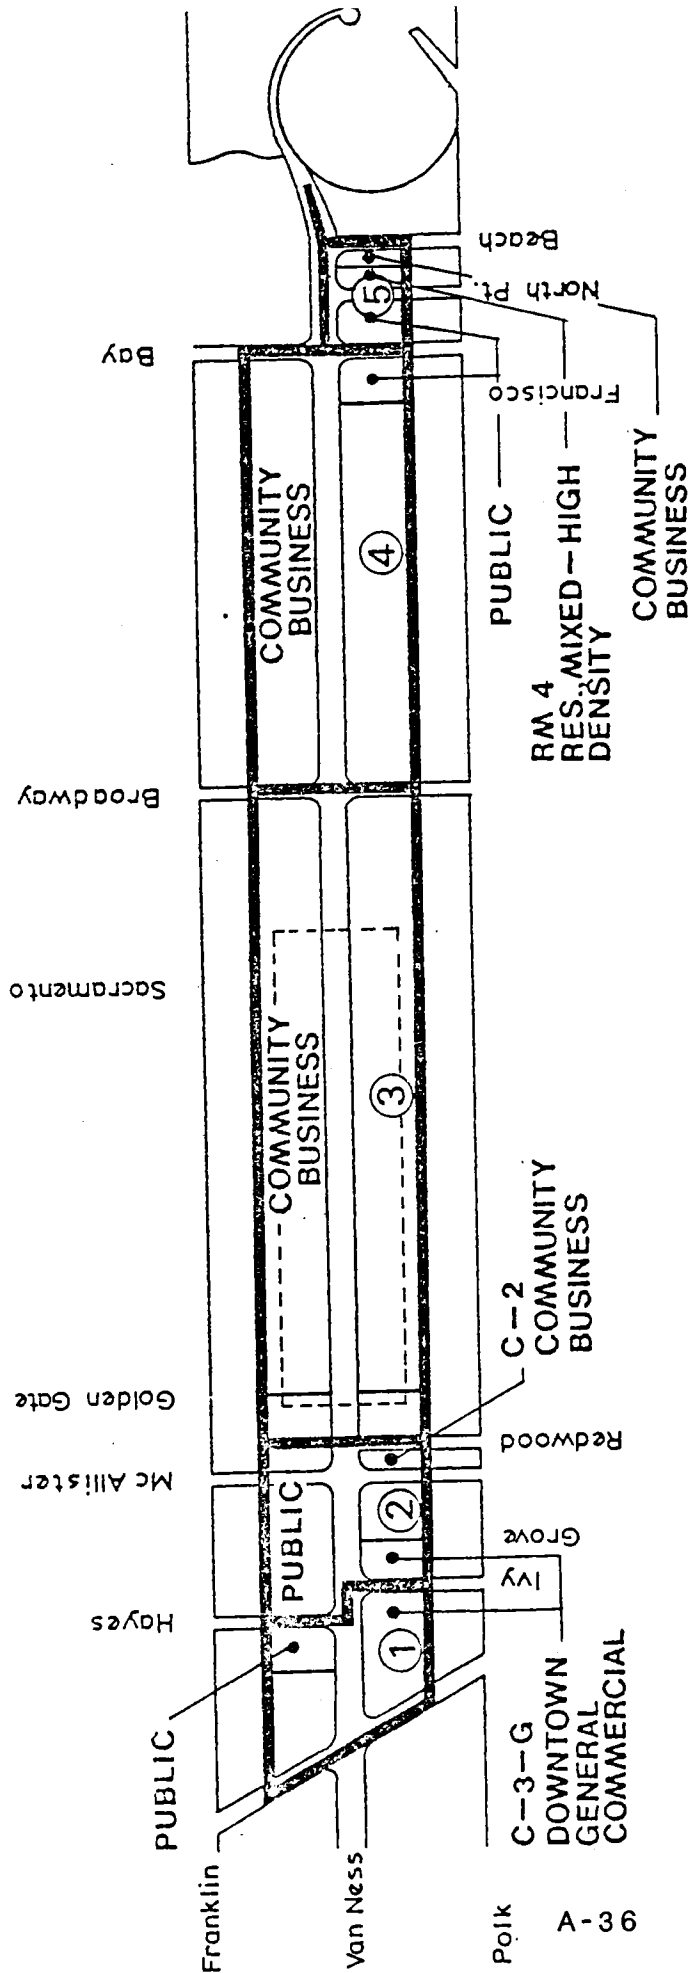 Beach
North Pt.
Bay
Francisco
COMMUNITY
BUSINESS
4
5
PUBLIC
RM 4
RES., MIXED–HIGH
DENSITY
COMMUNITY
BUSINESS
Broadway
Sacramento
COMMUNITY
BUSINESS
3
C–2
COMMUNITY
BUSINESS
Golden Gate
Redwood
Mc Allister
PUBLIC
2
Grove
Ivy
Hayes
1
PUBLIC
C–3–G
DOWNTOWN
GENERAL
COMMERCIAL
Franklin
Van Ness
Polk
A-36